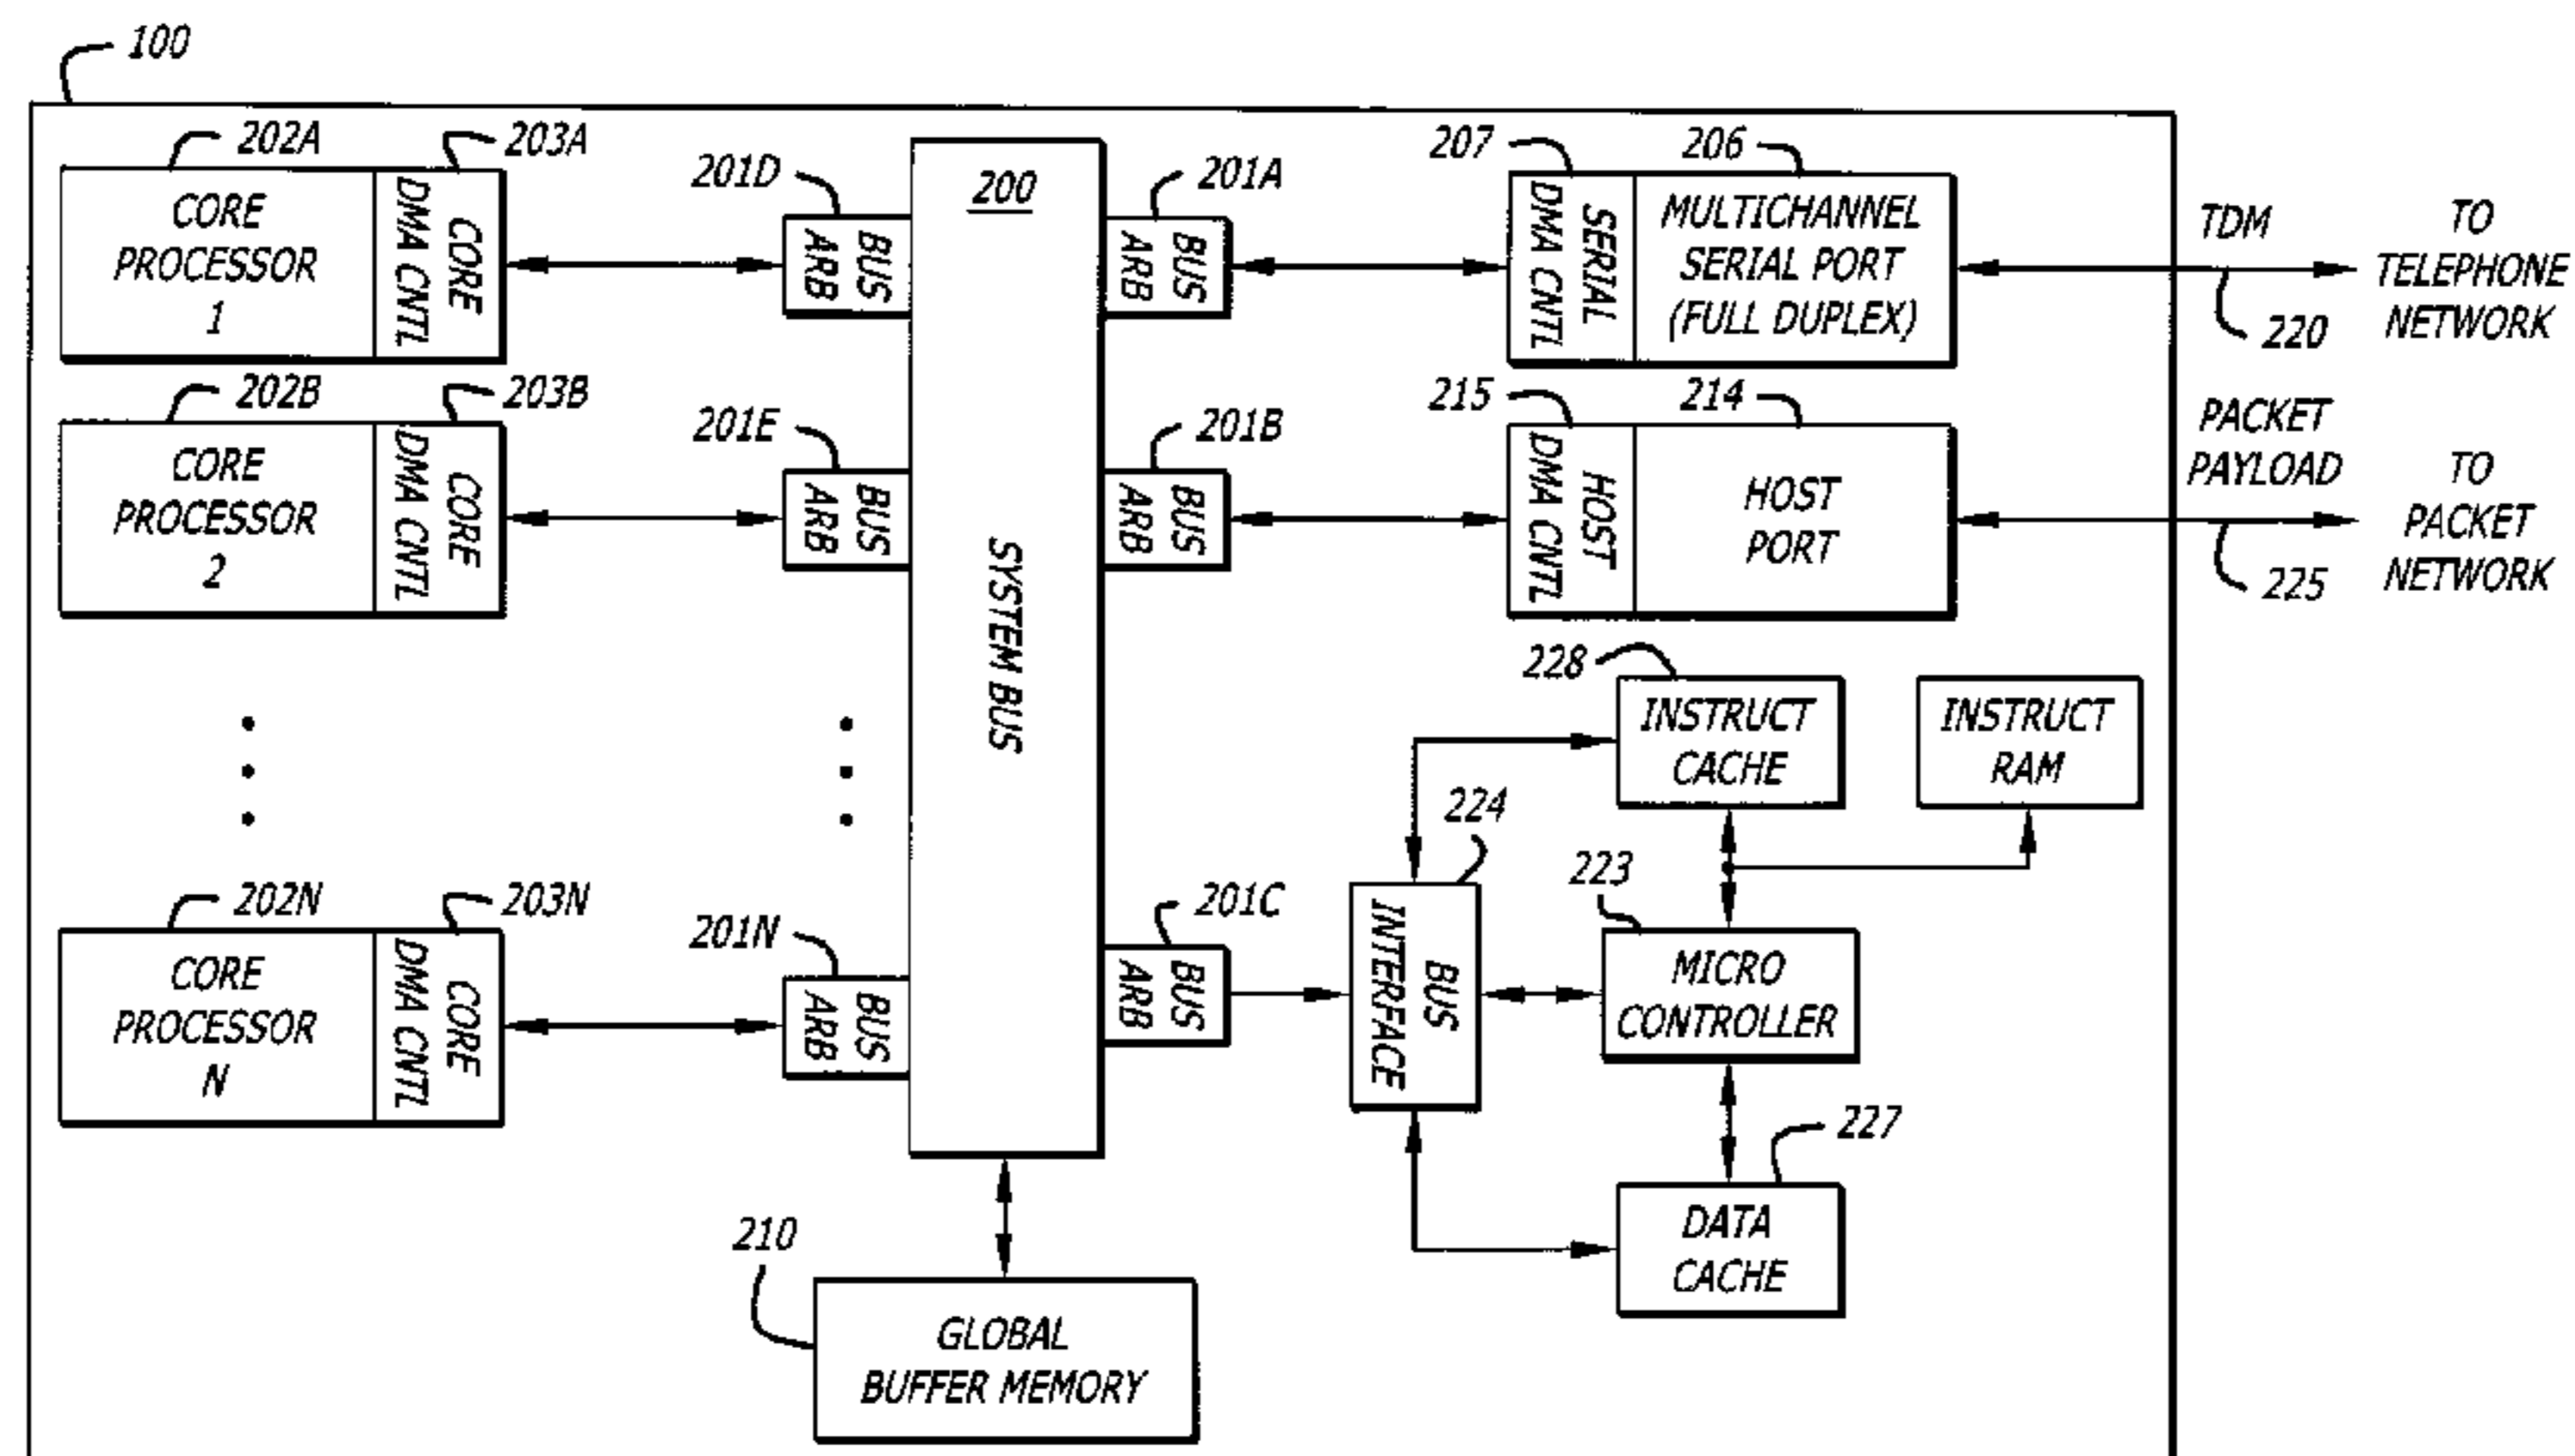 100
202A
203A
CORE
PROCESSOR
1
CORE
DMA CNTL
201D
BUS
ARB
200
SYSTEM BUS
201A
BUS
ARB
207
206
SERIAL
DMA CNTL
MULTICHANNEL
SERIAL PORT
(FULL DUPLEX)
TDM
220
TO
TELEPHONE
NETWORK
202B
203B
CORE
PROCESSOR
2
CORE
DMA CNTL
201E
BUS
ARB
201B
BUS
ARB
215
214
HOST
DMA CNTL
HOST
PORT
PACKET
PAYLOAD
225
TO
PACKET
NETWORK
228
INSTRUCT
CACHE
INSTRUCT
RAM
224
BUS
INTERFACE
223
MICRO
CONTROLLER
202N
203N
CORE
PROCESSOR
N
CORE
DMA CNTL
201N
BUS
ARB
201C
BUS
ARB
227
DATA
CACHE
210
GLOBAL
BUFFER MEMORY